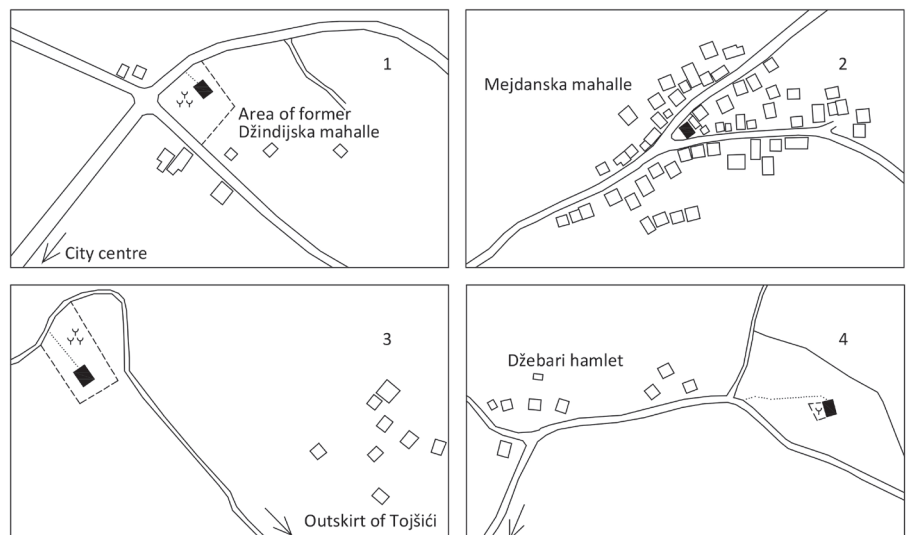 1
Area of former
Džindijska mahalle
City centre
2
Mejdanska mahalle
3
Outskirt of Tojšići
4
Džebari hamlet